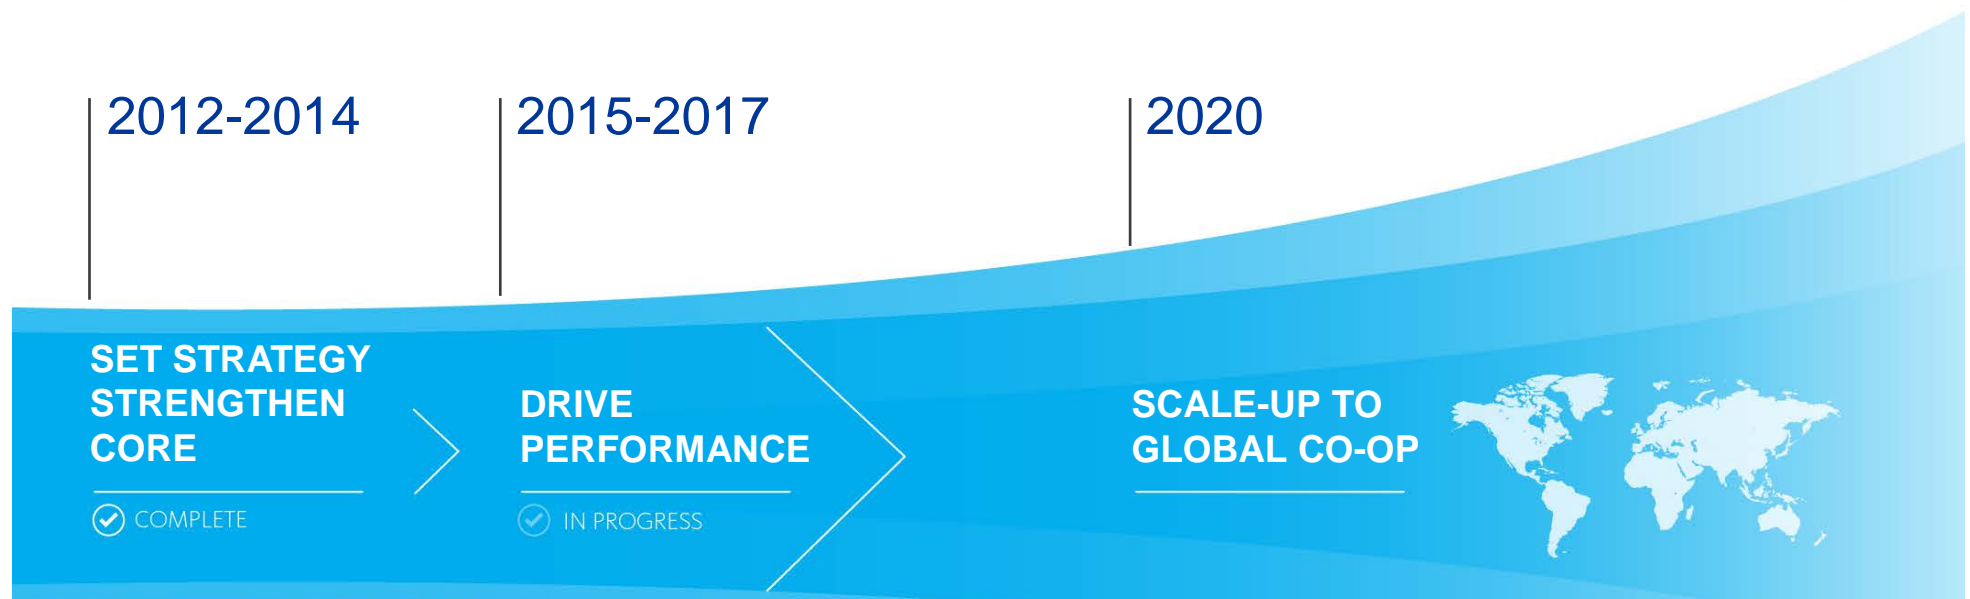 2012-2014
2015-2017
2020
SET STRATEGY
STRENGTHEN
CORE
COMPLETE
DRIVE
PERFORMANCE
IN PROGRESS
SCALE-UP TO
GLOBAL CO-OP